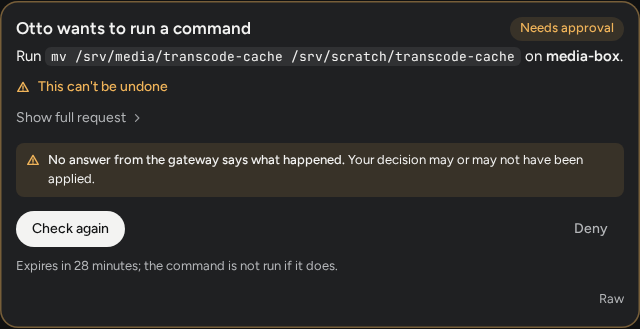 Otto wants to run a command
Needs approval
Run mv /srv/media/transcode-cache /srv/scratch/transcode-cache on media-box.
This can't be undone
Show full request
No answer from the gateway says what happened. Your decision may or may not have been
applied.
Check again
Deny
Expires in 28 minutes; the command is not run if it does.
Raw